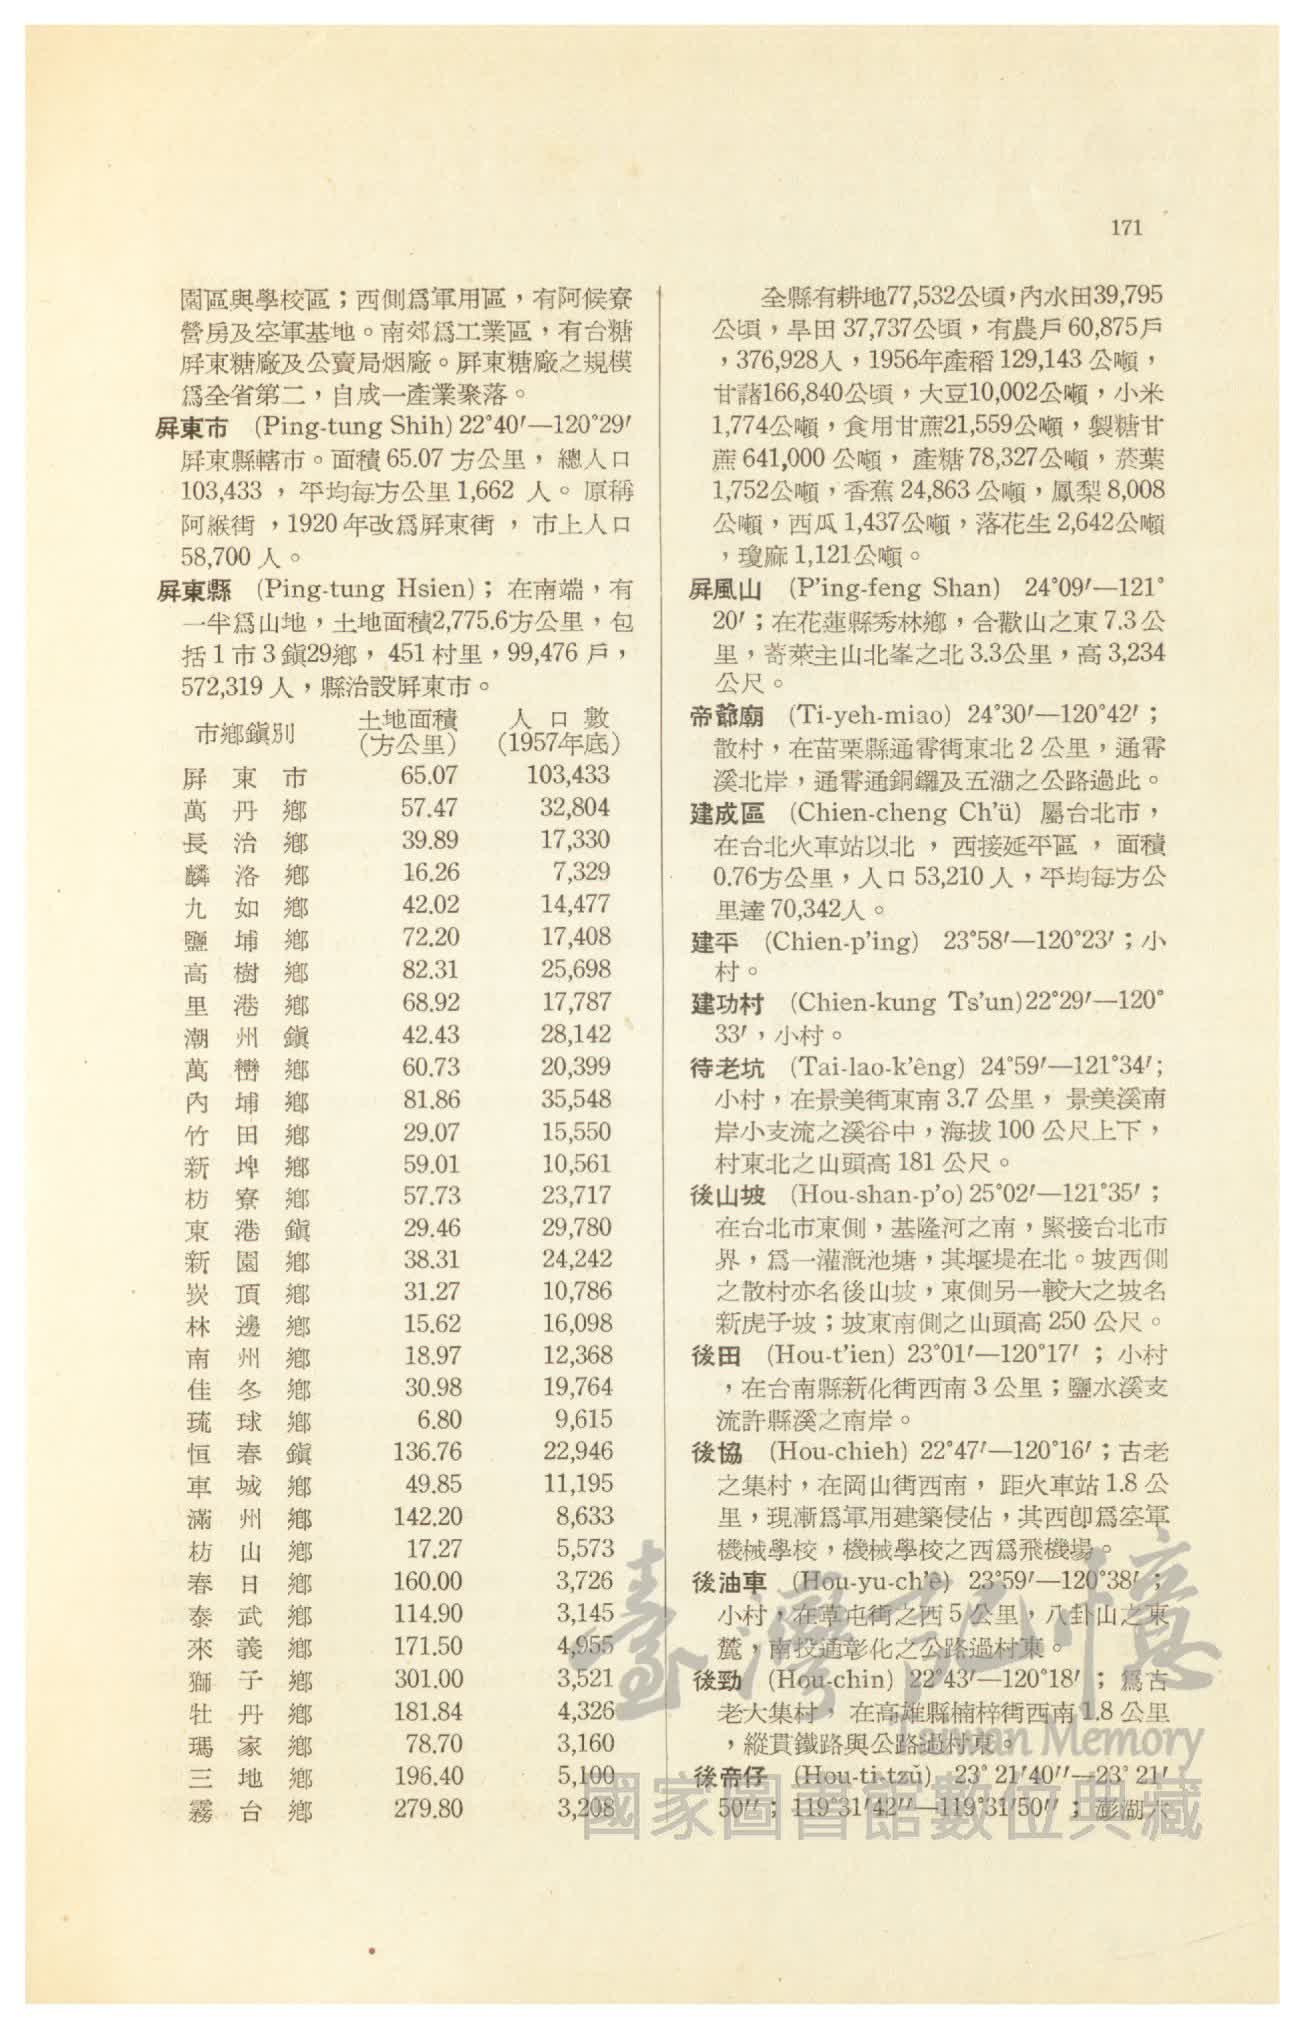 171
園區與學校區；西側爲軍用區，有阿候寮
營房及空軍基地。南郊爲工業區，有台糖
屛東糖廠及公賣局烟廠。屛東糖廠之規模
爲全省第二，自成一產業聚落。
屛東市 (Ping-tung Shih) 22°40′—120°29′
屛東縣轄市。面積 65.07 方公里， 總人口
103,433 ， 平均每方公里 1,662 人。 原稱
阿緱街 ，1920 年改爲屛東街 ， 市上人口
58,700 人。
屛東縣 (Ping-tung Hsien)； 在南端，有
一半爲山地，土地面積2,775.6方公里，包
括 1 市 3 鎭29鄕， 451 村里，99,476 戶，
572,319 人，縣治設屛東市。
市鄕鎭別 土地面積(方公里) 人口數(1957年底)
屛東市 65.07 103,433
萬丹鄕 57.47 32,804
長治鄕 39.89 17,330
麟洛鄕 16.26 7,329
九如鄕 42.02 14,477
鹽埔鄕 72.20 17,408
高樹鄕 82.31 25,698
里港鄕 68.92 17,787
潮州鎭 42.43 28,142
萬巒鄕 60.73 20,399
內埔鄕 81.86 35,548
竹田鄕 29.07 15,550
新埤鄕 59.01 10,561
枋寮鄕 57.73 23,717
東港鎭 29.46 29,780
新園鄕 38.31 24,242
崁頂鄕 31.27 10,786
林邊鄕 15.62 16,098
南州鄕 18.97 12,368
佳冬鄕 30.98 19,764
琉球鄕 6.80 9,615
恒春鎭 136.76 22,946
車城鄕 49.85 11,195
滿州鄕 142.20 8,633
枋山鄕 17.27 5,573
春日鄕 160.00 3,726
泰武鄕 114.90 3,145
來義鄕 171.50 4,955
獅子鄕 301.00 3,521
牡丹鄕 181.84 4,326
瑪家鄕 78.70 3,160
三地鄕 196.40 5,100
霧台鄕 279.80 3,208
全縣有耕地77,532公頃，內水田39,795
公頃，旱田 37,737公頃，有農戶 60,875戶
，376,928人，1956年產稻 129,143 公噸，
甘藷166,840公頃，大豆10,002公噸，小米
1,774公噸，食用甘蔗21,559公噸，製糖甘
蔗 641,000 公噸， 產糖 78,327公噸，菸葉
1,752公噸，香蕉 24,863 公噸，鳳梨 8,008
公噸，西瓜 1,437公噸，落花生 2,642公噸
，瓊麻 1,121公噸。
屛風山 (P'ing-feng Shan) 24°09′—121°
20′；在花蓮縣秀林鄕，合歡山之東 7.3 公
里，奇萊主山北峯之北 3.3公里，高 3,234
公尺。
帝爺廟 (Ti-yeh-miao) 24°30′—120°42′；
散村，在苗栗縣通霄街東北 2 公里，通霄
溪北岸，通霄通銅鑼及五湖之公路過此。
建成區 (Chien-cheng Ch'ü) 屬台北市，
在台北火車站以北 ， 西接延平區 ， 面積
0.76方公里，人口 53,210 人，平均每方公
里達 70,342人。
建平 (Chien-p'ing) 23°58′—120°23′；小
村。
建功村 (Chien-kung Ts'un)22°29′—120°
33′，小村。
待老坑 (Tai-lao-k'êng) 24°59′—121°34′;
小村，在景美街東南 3.7 公里， 景美溪南
岸小支流之溪谷中，海拔 100 公尺上下，
村東北之山頭高 181 公尺。
後山坡 (Hou-shan-p'o) 25°02′—121°35′；
在台北市東側，基隆河之南，緊接台北市
界，爲一灌漑池塘，其堰堤在北。坡西側
之散村亦名後山坡，東側另一較大之坡名
新虎子坡；坡東南側之山頭高 250 公尺。
後田 (Hou-t'ien) 23°01′—120°17′ ；小村
，在台南縣新化街西南 3 公里；鹽水溪支
流許縣溪之南岸。
後協 (Hou-chieh) 22°47′—120°16′；古老
之集村，在岡山街西南， 距火車站 1.8 公
里，現漸爲軍用建築侵佔，其西卽爲空軍
機械學校，機械學校之西爲飛機場。
後油車 (Hou-yu-ch'e) 23°59′—120°38′；
小村，在草屯街之西 5 公里，八卦山之東
麓，南投通彰化之公路過村東。
後勁 (Hou-chin) 22°43′—120°18′；爲古
老大集村， 在高雄縣楠梓街西南 1.8 公里
，縱貫鐵路與公路過村東。
後帝仔 (Hou-ti-tzŭ) 23° 21′40′′—23° 21′
50′′； 119°31′42′′—119°31′50′′；澎湖六
臺灣記憶
Taiwan Memory
國家圖書館數位典藏